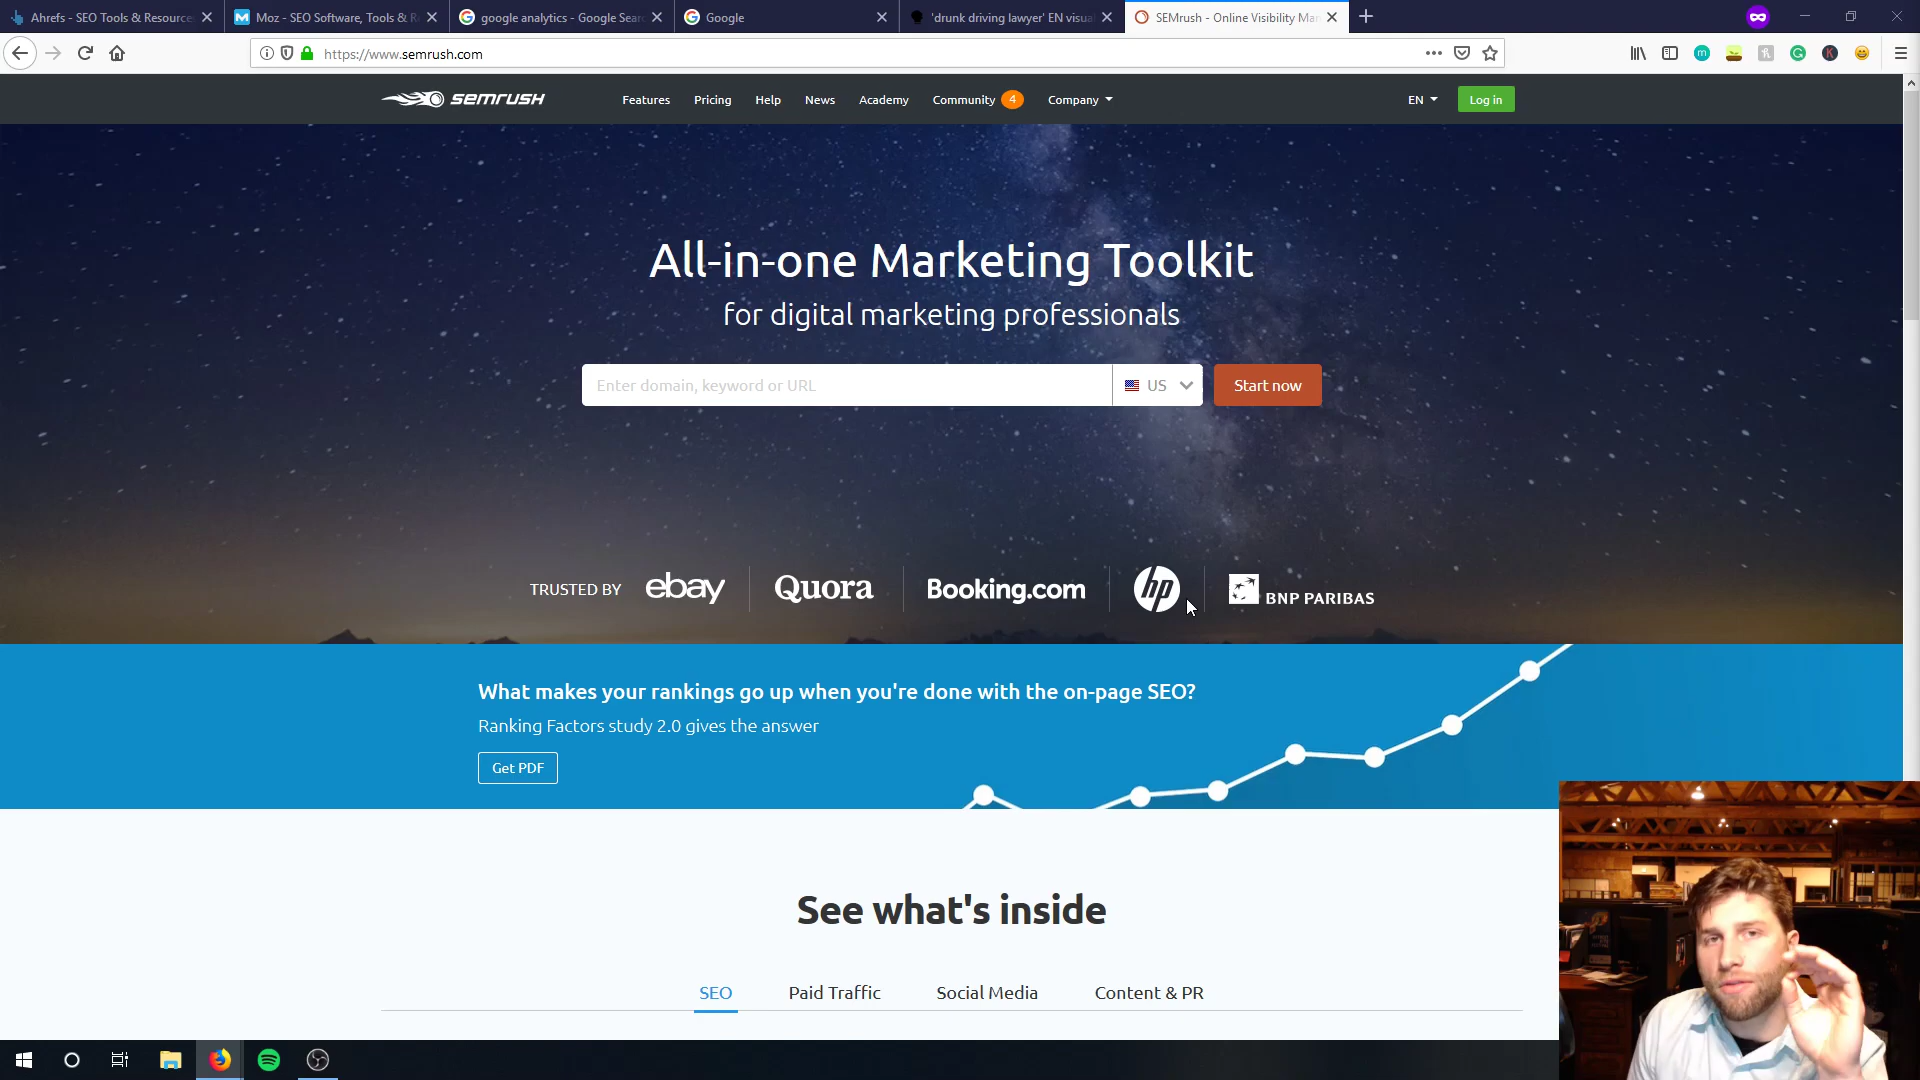 Ahrefs - SEO Tools & Resource
Moz - SEO Software, Tools & R
google analytics - Google Sear
Google
'drunk driving lawyer' EN visua
SEMrush - Online Visibility Mar
https://www.semrush.com
SEMRUSH
Features
Pricing
Help
News
Academy
Community 4
Company
EN
Log in
All-in-one Marketing Toolkit
for digital marketing professionals
Enter domain, keyword or URL
US
Start now
TRUSTED BY
ebay
Quora
Booking.com
hp
BNP PARIBAS
What makes your rankings go up when you're done with the on-page SEO?
Ranking Factors study 2.0 gives the answer
Get PDF
See what's inside
SEO
Paid Traffic
Social Media
Content & PR